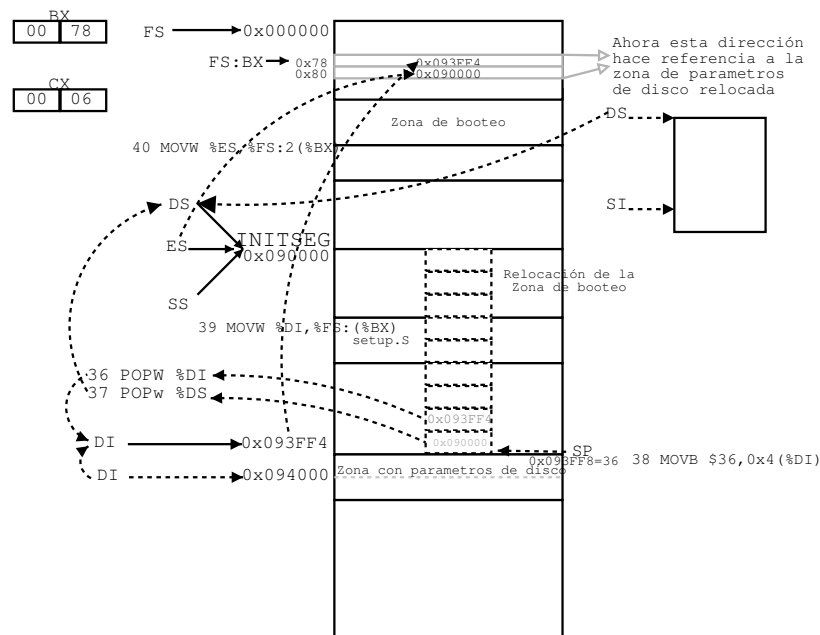 BX
00 78
FS
0x000000
FS:BX
0x78
0x80
0x093FF4
0x090000
Ahora esta dirección
hace referencia a la
zona de parametros
de disco relocada
CX
00 06
DS
Zona de booteo
40 MOVW %ES,%FS:2(%BX)
DS
SI
INITSEG
ES
0x090000
Relocación de la
Zona de booteo
SS
39 MOVW %DI,%FS:(%BX)
setup.S
36 POPW %DI
37 POPw %DS
0x093FF4
DI
0x093FF4
0x090000
SP
0x093FF8=36
38 MOVB $36,0x4(%DI)
DI
0x094000
Zona con parametros de disco